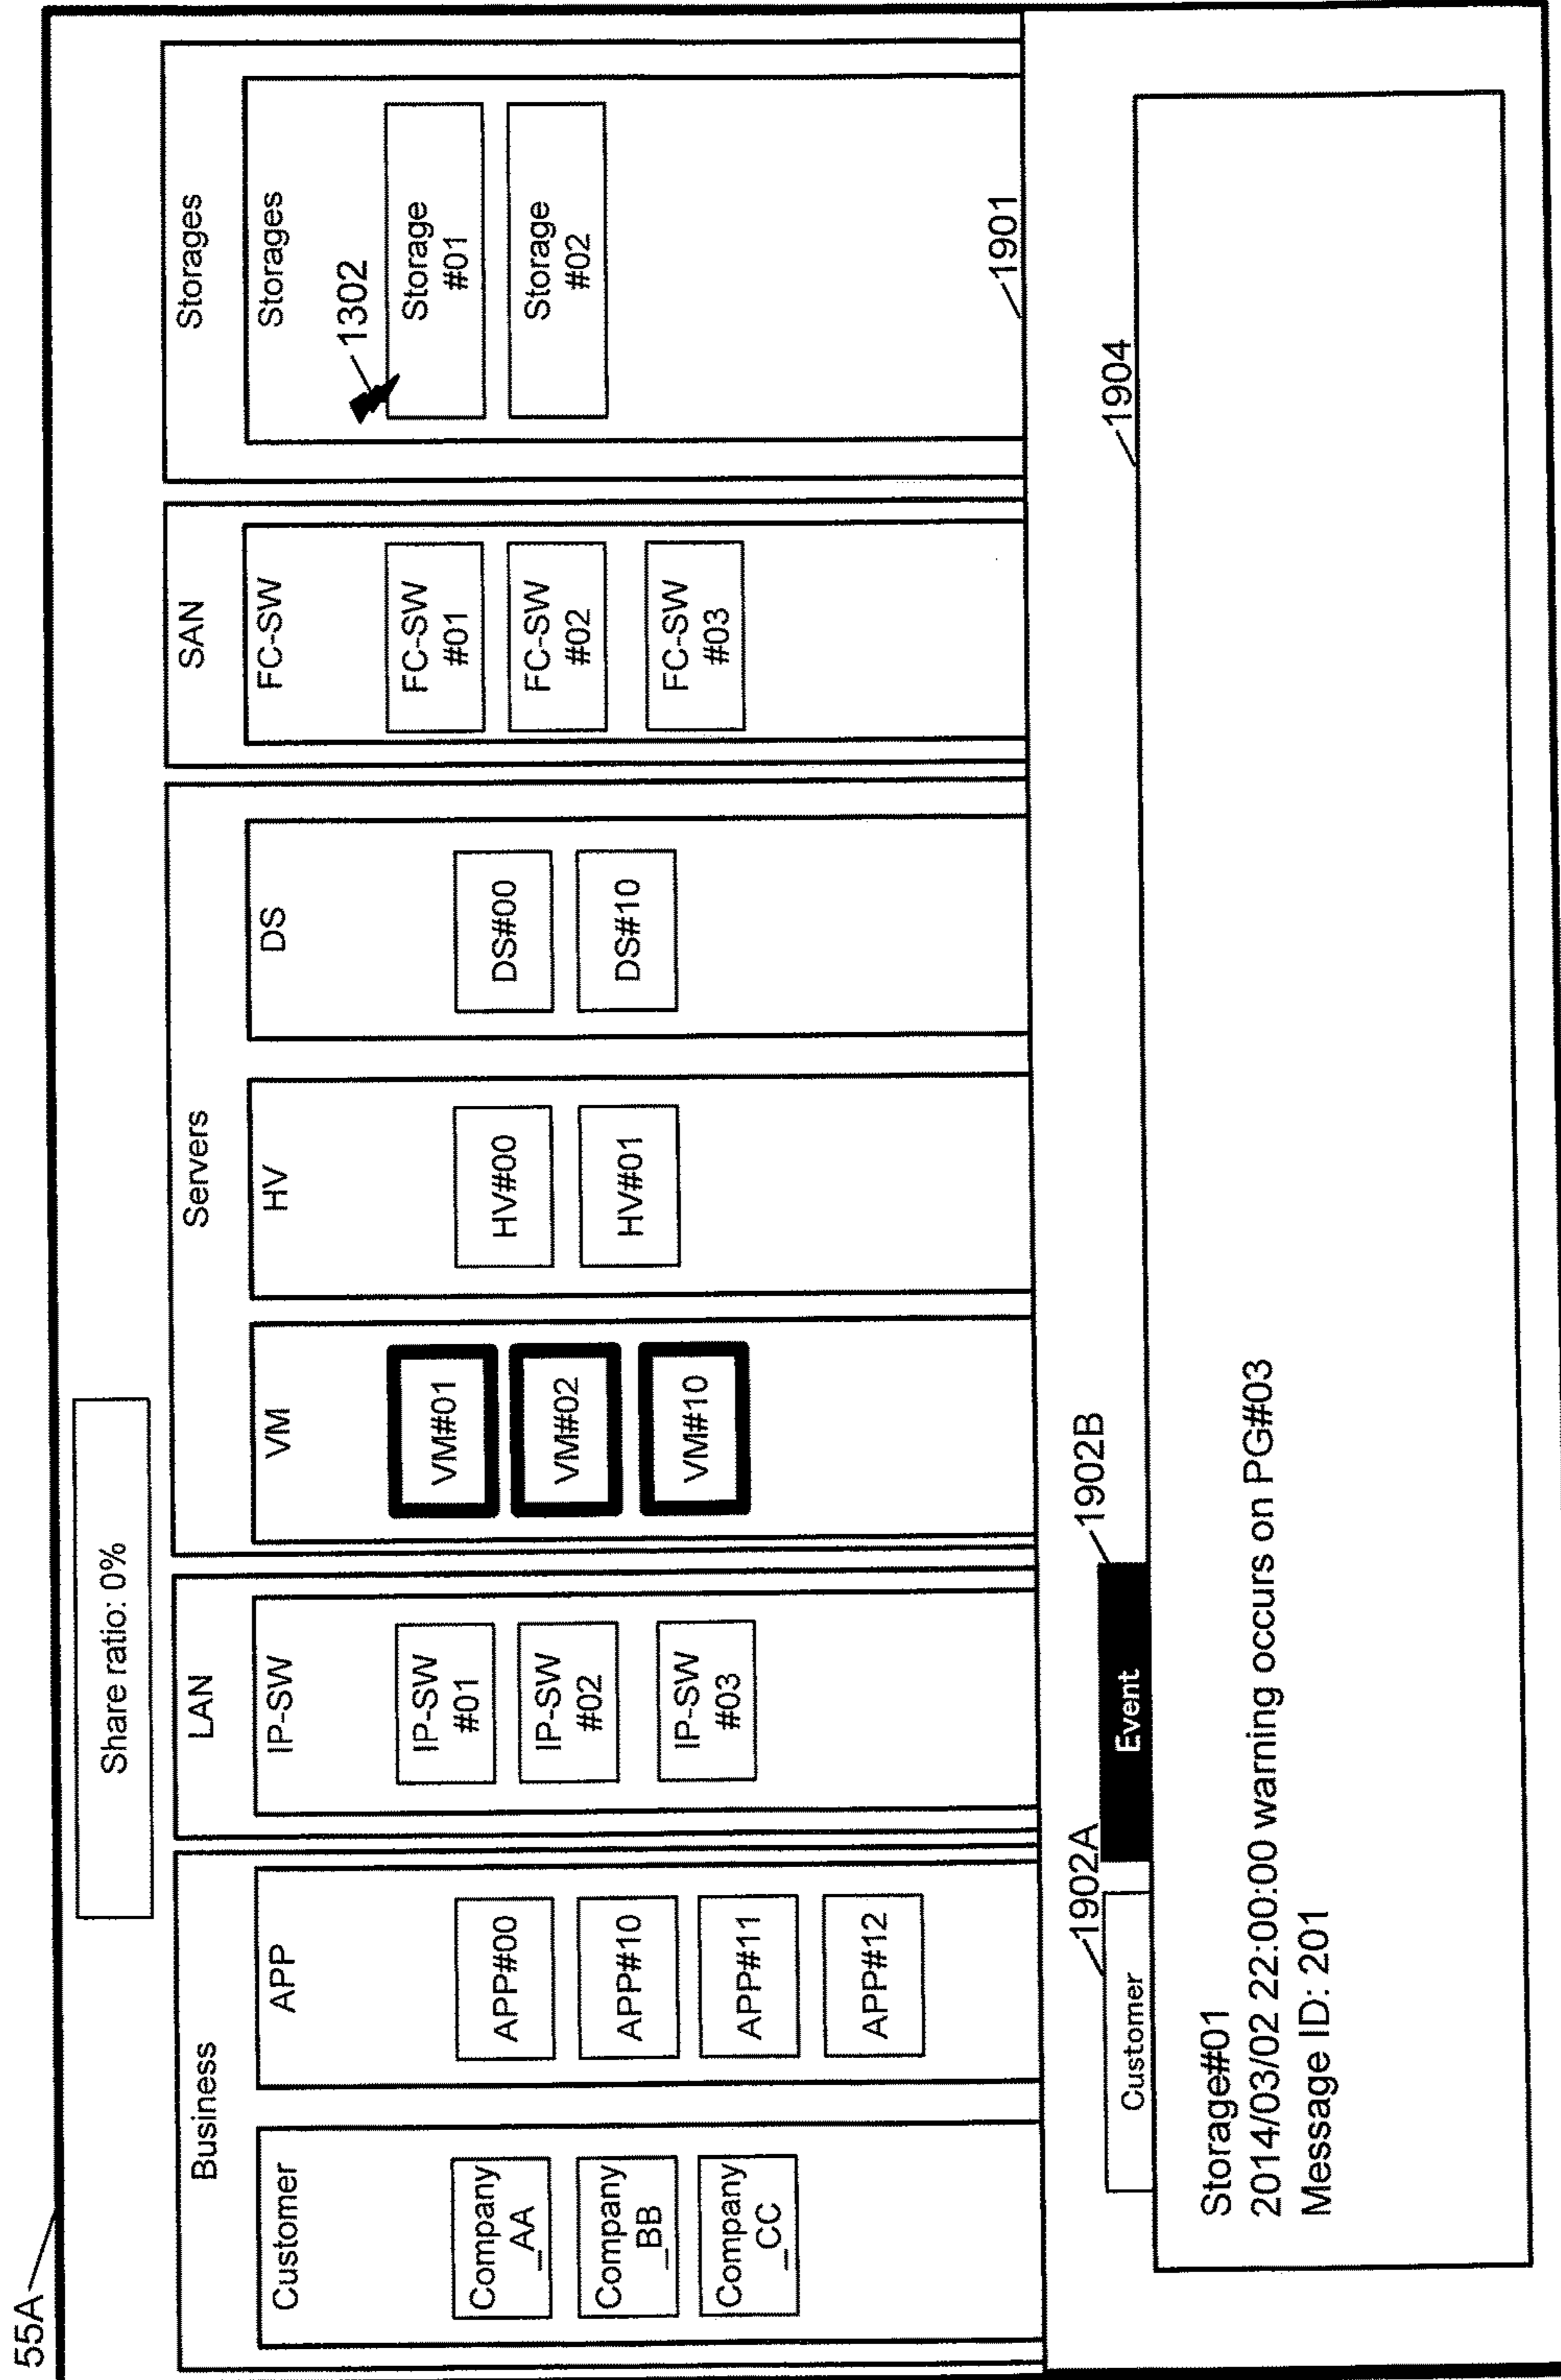 55A
Share ratio: 0%
Business
LAN
Servers
SAN
Storages
Customer
APP
IP-SW
VM
HV
DS
FC-SW
Storages
1302
Company
_AA
Company
_BB
Company
_CC
APP#00
APP#10
APP#11
APP#12
IP-SW
#01
IP-SW
#02
IP-SW
#03
VM#01
VM#02
VM#10
HV#00
HV#01
DS#00
DS#10
FC-SW
#01
FC-SW
#02
FC-SW
#03
Storage
#01
Storage
#02
1901
1902A
1902B
1904
Customer
Event
Storage#01
2014/03/02 22:00:00 warning occurs on PG#03
Message ID: 201